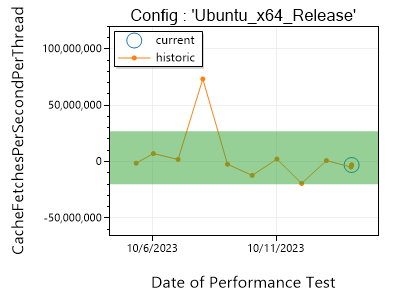 Config : 'Ubuntu_x64_Release'
current
historic
CacheFetchesPerSecondPerThread
100,000,000
50,000,000
0
-50,000,000
10/6/2023
10/11/2023
Date of Performance Test